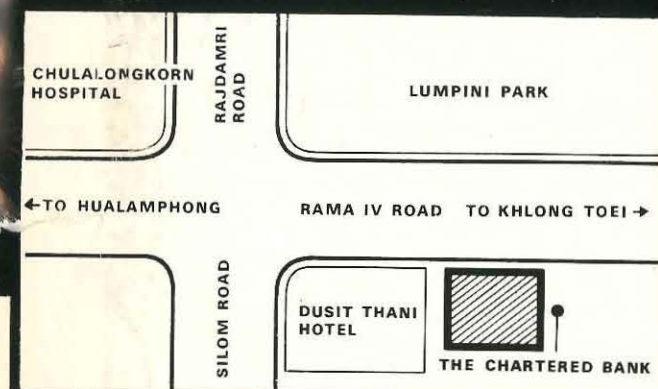 CHULALONGKORN
HOSPITAL
RAJDAMRI
ROAD
LUMPINI PARK
←TO HUALAMPHONG
RAMA IV ROAD TO KHLONG TOEI→
SILOM ROAD
DUSIT THANI
HOTEL
THE CHARTERED BANK